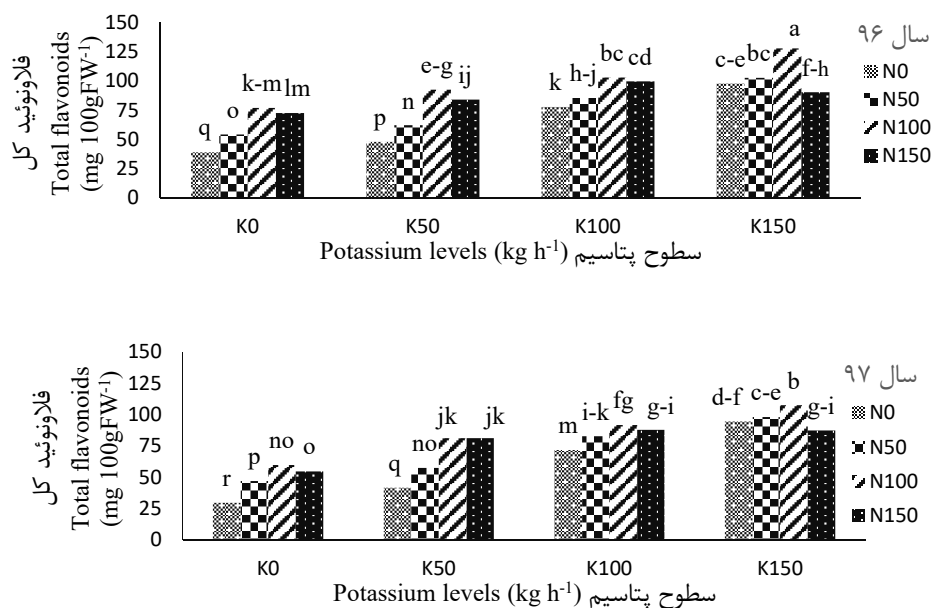 فلاونوئید کل
Total flavonoids
(mg 100gFW-1)
150
125
100
75
50
25
0
q
o
k-m
lm
p
n
e-g
ij
k
h-j
bc
cd
c-e
bc
a
f-h
K0
K50
K100
K150
Potassium levels (kg h-1) سطوح پتاسیم
سال ۹۶
N0
N50
N100
N150
فلاونوئید کل
Total flavonoids
(mg 100gFW-1)
150
125
100
75
50
25
0
r
p
no
o
q
no
jk
jk
m
i-k
fg
g-i
d-f
c-e
b
g-i
K0
K50
K100
K150
Potassium levels (kg h-1) سطوح پتاسیم
سال ۹۷
N0
N50
N100
N150